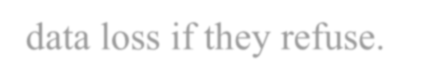 data loss if they refuse.